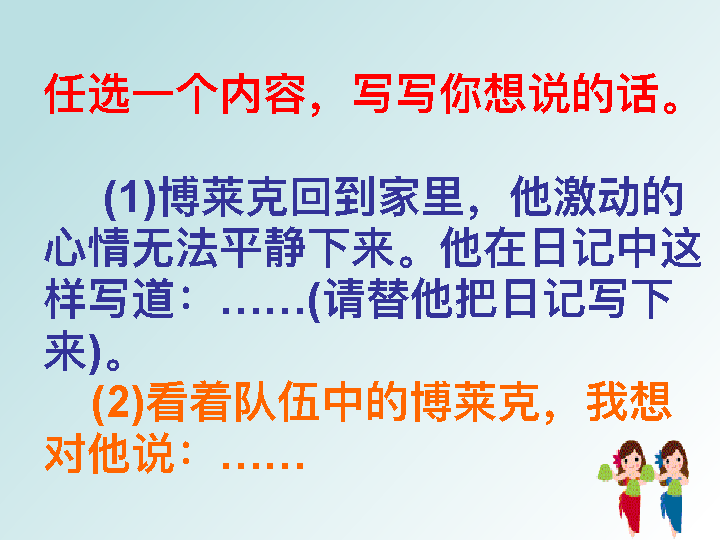 任选一个内容，写写你想说的话。
(1)博莱克回到家里，他激动的
心情无法平静下来。他在日记中这
样写道：……(请替他把日记写下
来)。
(2)看着队伍中的博莱克，我想
对他说：……